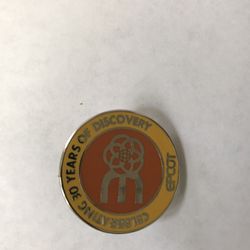 CELEBRATING 30 YEARS OF DISCOVERY
EPCOT